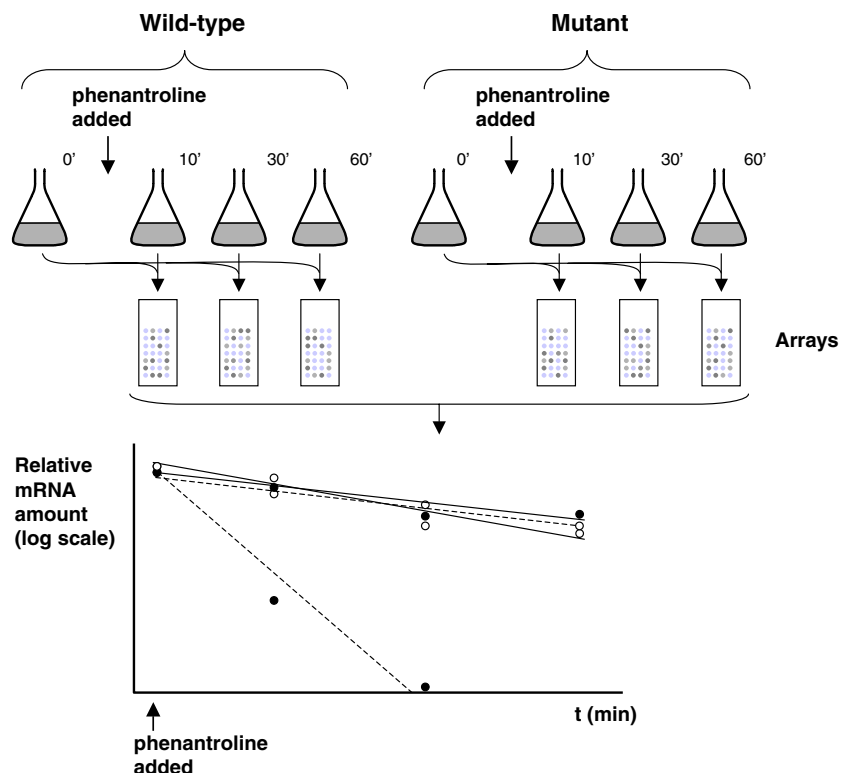 Wild-type
Mutant
phenantroline
added
phenantroline
added
0’
10’
30’
60’
0’
10’
30’
60’
Arrays
Relative
mRNA
amount
(log scale)
t (min)
phenantroline
added